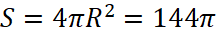 S = 4πR² = 144π